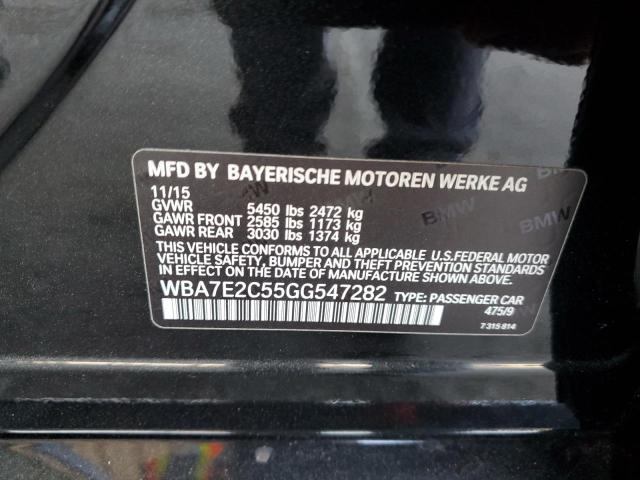 MFD BY BAYERISCHE MOTOREN WERKE AG
11/15
GVWR 5450 lbs 2472 kg
GAWR FRONT 2585 lbs 1173 kg
GAWR REAR 3030 lbs 1374 kg
THIS VEHICLE CONFORMS TO ALL APPLICABLE U.S.FEDERAL MOTOR
VEHICLE SAFETY, BUMPER AND THEFT PREVENTION STANDARDS
IN EFFECT ON THE DATE OF MANUFACTURE SHOWN ABOVE.
WBA7E2C55GG547282 TYPE: PASSENGER CAR
475/9
7 315 814
BMW
BMW